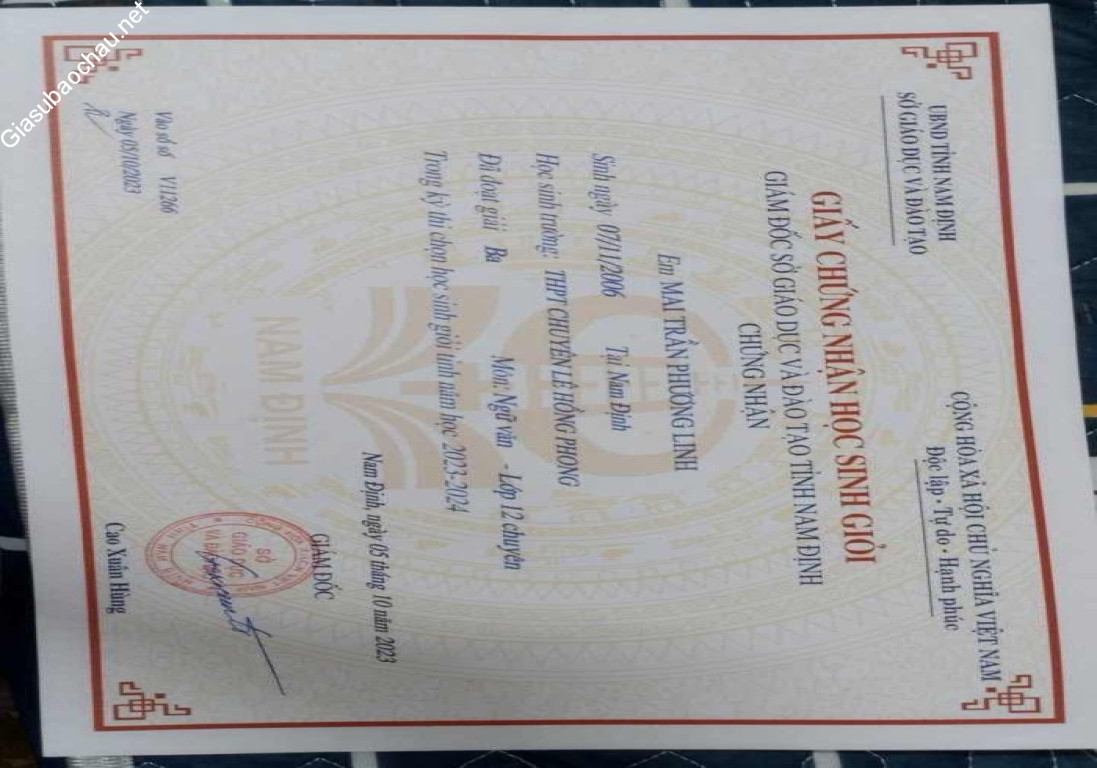 UBND TỈNH NAM ĐỊNH
SỞ GIÁO DỤC VÀ ĐÀO TẠO
CỘNG HÒA XÃ HỘI CHỦ NGHĨA VIỆT NAM
Độc lập - Tự do - Hạnh phúc
GIẤY CHỨNG NHẬN HỌC SINH GIỎI
GIÁM ĐỐC SỞ GIÁO DỤC VÀ ĐÀO TẠO TỈNH NAM ĐỊNH
CHỨNG NHẬN
Em MAI TRẦN PHƯƠNG LINH
Sinh ngày 07/11/2006 Tại Nam Định
Học sinh trường: THPT CHUYÊN LÊ HỒNG PHONG
Đã đoạt giải Ba Môn: Ngữ văn - Lớp 12 chuyên
Trong kỳ thi chọn học sinh giỏi tỉnh năm học 2023-2024
Nam Định, ngày 05 tháng 10 năm 2023
GIÁM ĐỐC
SỞ
GIÁO DỤC
Cao Xuân Hùng
Vào sổ số V11266
Ngày 05/10/2023
NAM ĐỊNH
Giasubaochau.net